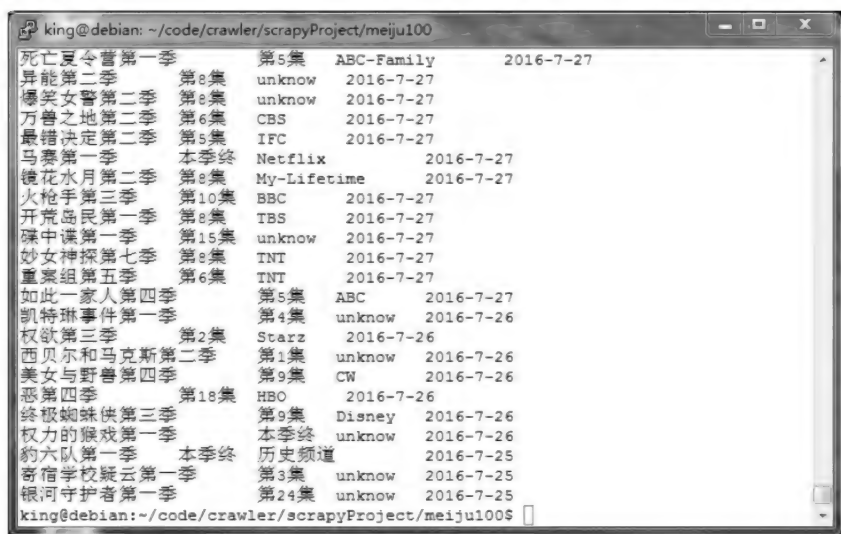 king@debian: ~/code/crawler/scrapyProject/meiju100
死亡夏令营第一季 第5集 ABC-Family 2016-7-27
异能第二季 第8集 unknow 2016-7-27
爆笑女警第二季 第8集 unknow 2016-7-27
万兽之地第二季 第6集 CBS 2016-7-27
最错决定第二季 第5集 IFC 2016-7-27
马赛第一季 本季终 Netflix 2016-7-27
镜花水月第二季 第8集 My-Lifetime 2016-7-27
火枪手第三季 第10集 BBC 2016-7-27
开荒岛民第一季 第8集 TBS 2016-7-27
碟中谍第一季 第15集 unknow 2016-7-27
妙女神探第七季 第8集 TNT 2016-7-27
重案组第五季 第6集 TNT 2016-7-27
如此一家人第四季 第5集 ABC 2016-7-27
凯特琳事件第一季 第4集 unknow 2016-7-26
权欲第三季 第2集 Starz 2016-7-26
西贝尔和马克斯第二季 第1集 unknow 2016-7-26
美女与野兽第四季 第9集 CW 2016-7-26
恶第四季 第18集 HBO 2016-7-26
终极蜘蛛侠第三季 第9集 Disney 2016-7-26
权力的猴戏第一季 本季终 unknow 2016-7-26
豹六队第一季 本季终 历史频道 2016-7-25
寄宿学校疑云第一季 第3集 unknow 2016-7-25
银河守护者第一季 第24集 unknow 2016-7-25
king@debian:~/code/crawler/scrapyProject/meiju100$